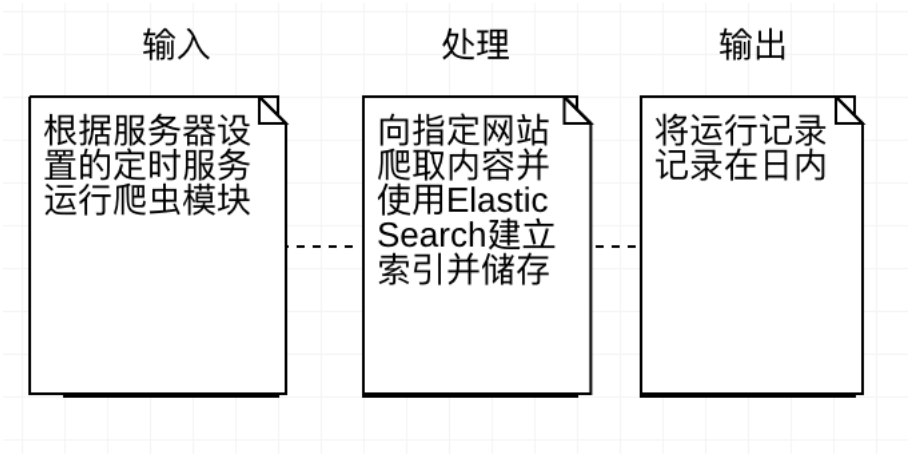 输入
处理
输出
根据服务器设
置的定时服务
运行爬虫模块
向指定网站
爬取内容并
使用Elastic
Search建立
索引并储存
将运行记录
记录在日内